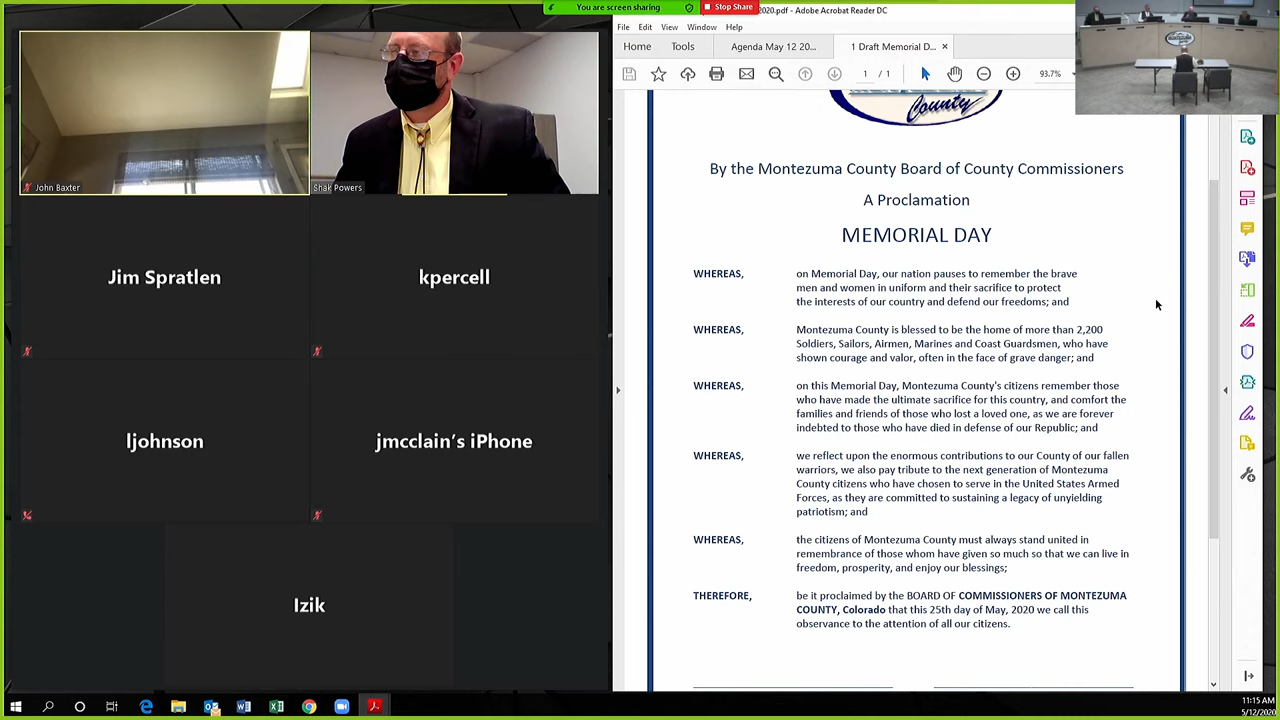 You are screen sharing
Stop Share
2020.pdf - Adobe Acrobat Reader DC
File Edit View Window Help
Home Tools Agenda May 12 20... 1 Draft Memorial D... ×
1 / 1 93.7%
MONTEZUMA
County
John Baxter
Shak Powers
Jim Spratlen
kpercell
ljohnson
jmcclain's iPhone
Izik
County
By the Montezuma County Board of County Commissioners
A Proclamation
MEMORIAL DAY
WHEREAS, on Memorial Day, our nation pauses to remember the brave
men and women in uniform and their sacrifice to protect
the interests of our country and defend our freedoms; and
WHEREAS, Montezuma County is blessed to be the home of more than 2,200
Soldiers, Sailors, Airmen, Marines and Coast Guardsmen, who have
shown courage and valor, often in the face of grave danger; and
WHEREAS, on this Memorial Day, Montezuma County's citizens remember those
who have made the ultimate sacrifice for this country, and comfort the
families and friends of those who lost a loved one, as we are forever
indebted to those who have died in defense of our Republic; and
WHEREAS, we reflect upon the enormous contributions to our County of our fallen
warriors, we also pay tribute to the next generation of Montezuma
County citizens who have chosen to serve in the United States Armed
Forces, as they are committed to sustaining a legacy of unyielding
patriotism; and
WHEREAS, the citizens of Montezuma County must always stand united in
remembrance of those whom have given so much so that we can live in
freedom, prosperity, and enjoy our blessings;
THEREFORE, be it proclaimed by the BOARD OF COMMISSIONERS OF MONTEZUMA
COUNTY, Colorado that this 25th day of May, 2020 we call this
observance to the attention of all our citizens.
11:15 AM
5/12/2020